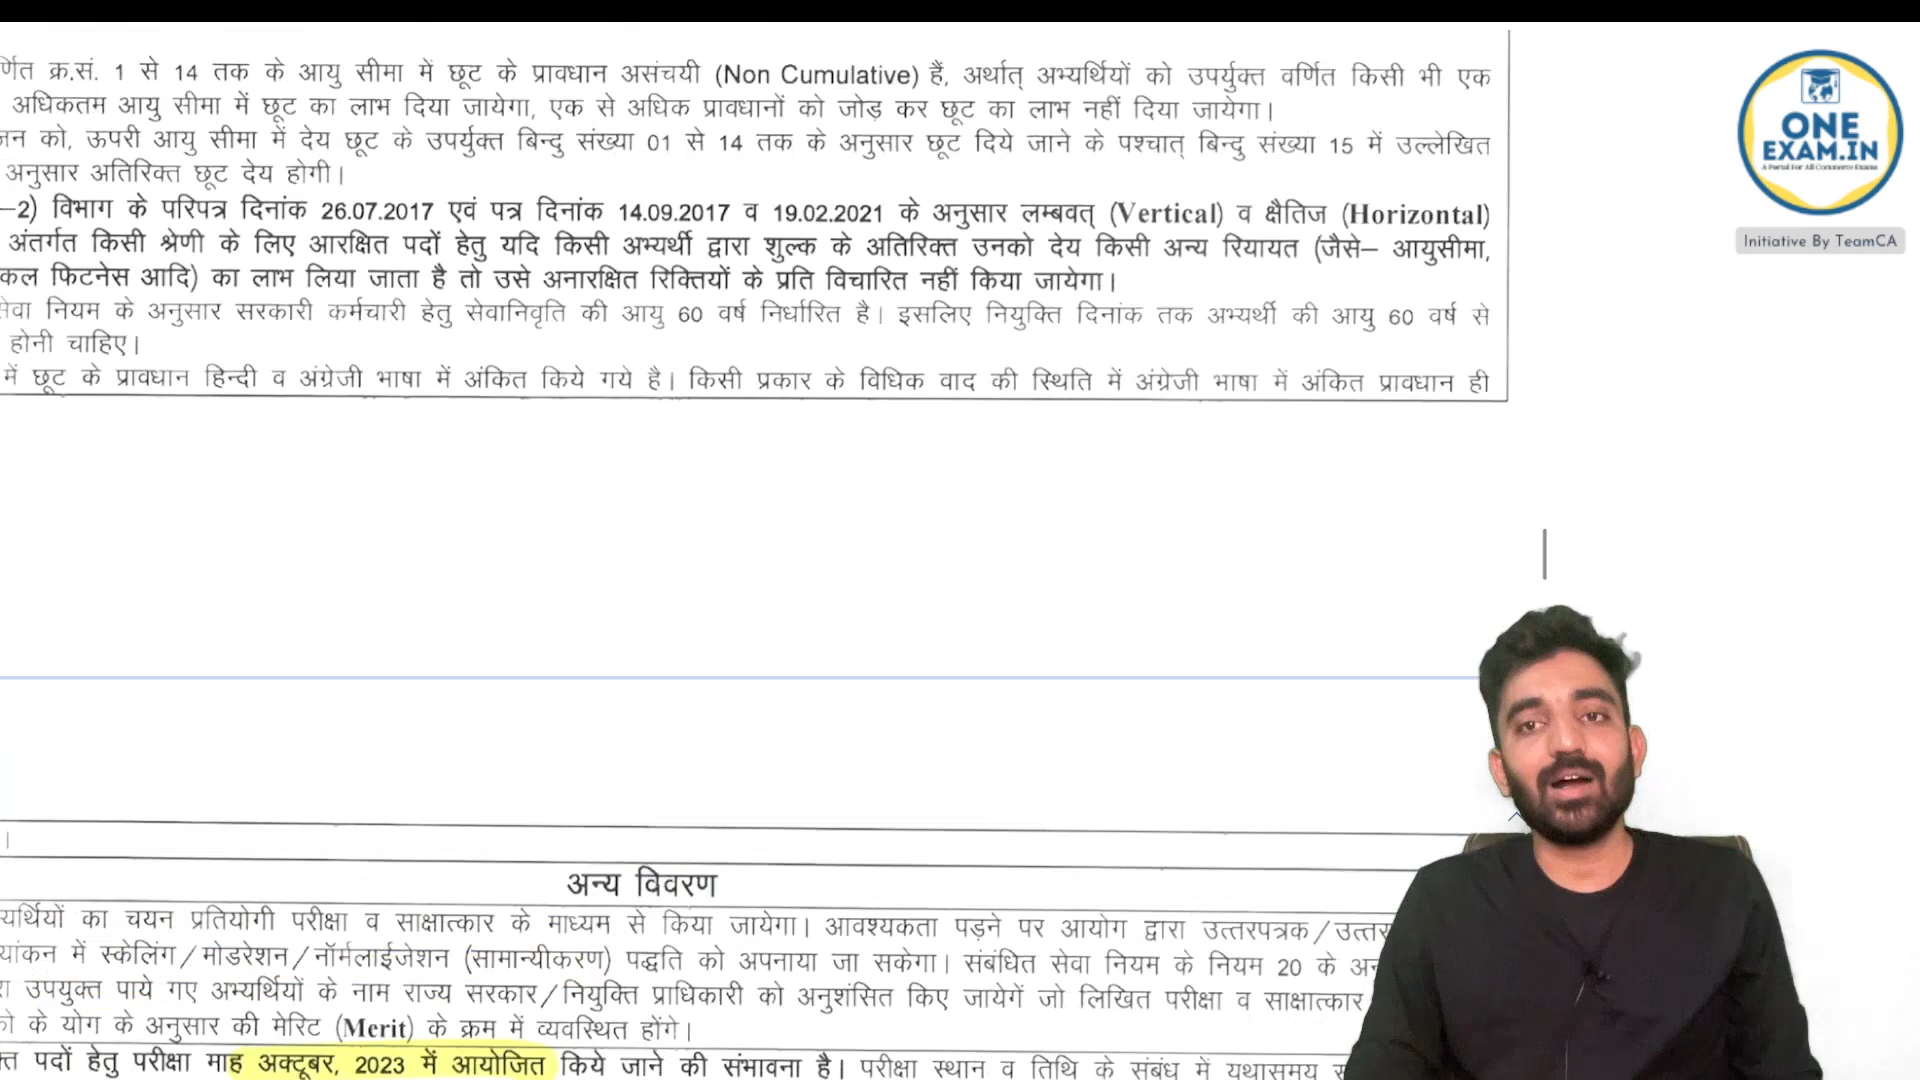 र्णित क्र.सं. 1 से 14 तक के आयु सीमा में छूट के प्रावधान असंचयी (Non Cumulative) हैं, अर्थात् अभ्यर्थियों को उपर्युक्त वर्णित किसी भी एक
अधिकतम आयु सीमा में छूट का लाभ दिया जायेगा, एक से अधिक प्रावधानों को जोड़ कर छूट का लाभ नहीं दिया जायेगा।
जन को, ऊपरी आयु सीमा में देय छूट के उपर्युक्त बिन्दु संख्या 01 से 14 तक के अनुसार छूट दिये जाने के पश्चात् बिन्दु संख्या 15 में उल्लेखित
अनुसार अतिरिक्त छूट देय होगी।
–2) विभाग के परिपत्र दिनांक 26.07.2017 एवं पत्र दिनांक 14.09.2017 व 19.02.2021 के अनुसार लम्बवत् (Vertical) व क्षैतिज (Horizontal)
अंतर्गत किसी श्रेणी के लिए आरक्षित पदों हेतु यदि किसी अभ्यर्थी द्वारा शुल्क के अतिरिक्त उनको देय किसी अन्य रियायत (जैसे– आयुसीमा,
कल फिटनेस आदि) का लाभ लिया जाता है तो उसे अनारक्षित रिक्तियों के प्रति विचारित नहीं किया जायेगा।
सेवा नियम के अनुसार सरकारी कर्मचारी हेतु सेवानिवृति की आयु 60 वर्ष निर्धारित है। इसलिए नियुक्ति दिनांक तक अभ्यर्थी की आयु 60 वर्ष से
होनी चाहिए।
में छूट के प्रावधान हिन्दी व अंग्रेजी भाषा में अंकित किये गये है। किसी प्रकार के विधिक वाद की स्थिति में अंग्रेजी भाषा में अंकित प्रावधान ही
ONE
EXAM.IN
A Portal For All Commerce Exams
Initiative By TeamCA
अन्य विवरण
यर्थियों का चयन प्रतियोगी परीक्षा व साक्षात्कार के माध्यम से किया जायेगा। आवश्यकता पड़ने पर आयोग द्वारा उत्तरपत्रक/उत्तर
यांकन में स्केलिंग/मोडरेशन/नॉर्मलाईजेशन (सामान्यीकरण) पद्धति को अपनाया जा सकेगा। संबंधित सेवा नियम के नियम 20 के
उपयुक्त पाये गए अभ्यर्थियों के नाम राज्य सरकार/नियुक्ति प्राधिकारी को अनुशंसित किए जायेगें जो लिखित परीक्षा व साक्षात्कार
के योग के अनुसार की मेरिट (Merit) के क्रम में व्यवस्थित होंगे।
पदों हेतु परीक्षा माह अक्टूबर, 2023 में आयोजित किये जाने की संभावना है। परीक्षा स्थान व तिथि के संबंध में यथासमय